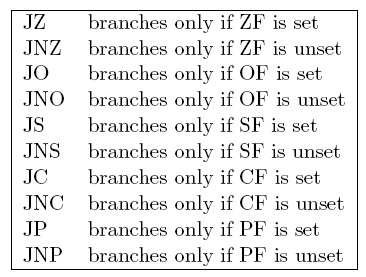 JZ branches only if ZF is set
JNZ branches only if ZF is unset
JO branches only if OF is set
JNO branches only if OF is unset
JS branches only if SF is set
JNS branches only if SF is unset
JC branches only if CF is set
JNC branches only if CF is unset
JP branches only if PF is set
JNP branches only if PF is unset